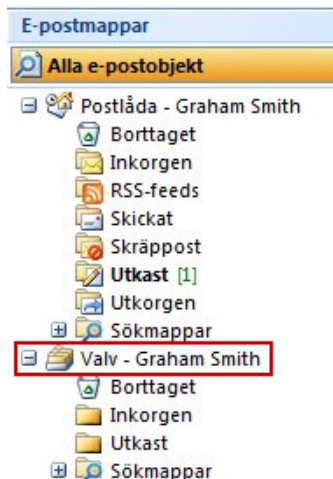 E-postmappar
Alla e-postobjekt
Postlåda - Graham Smith
Borttaget
Inkorgen
RSS-feeds
Skickat
Skräppost
Utkast [1]
Utkorgen
Sökmappar
Valv - Graham Smith
Borttaget
Inkorgen
Utkast
Sökmappar